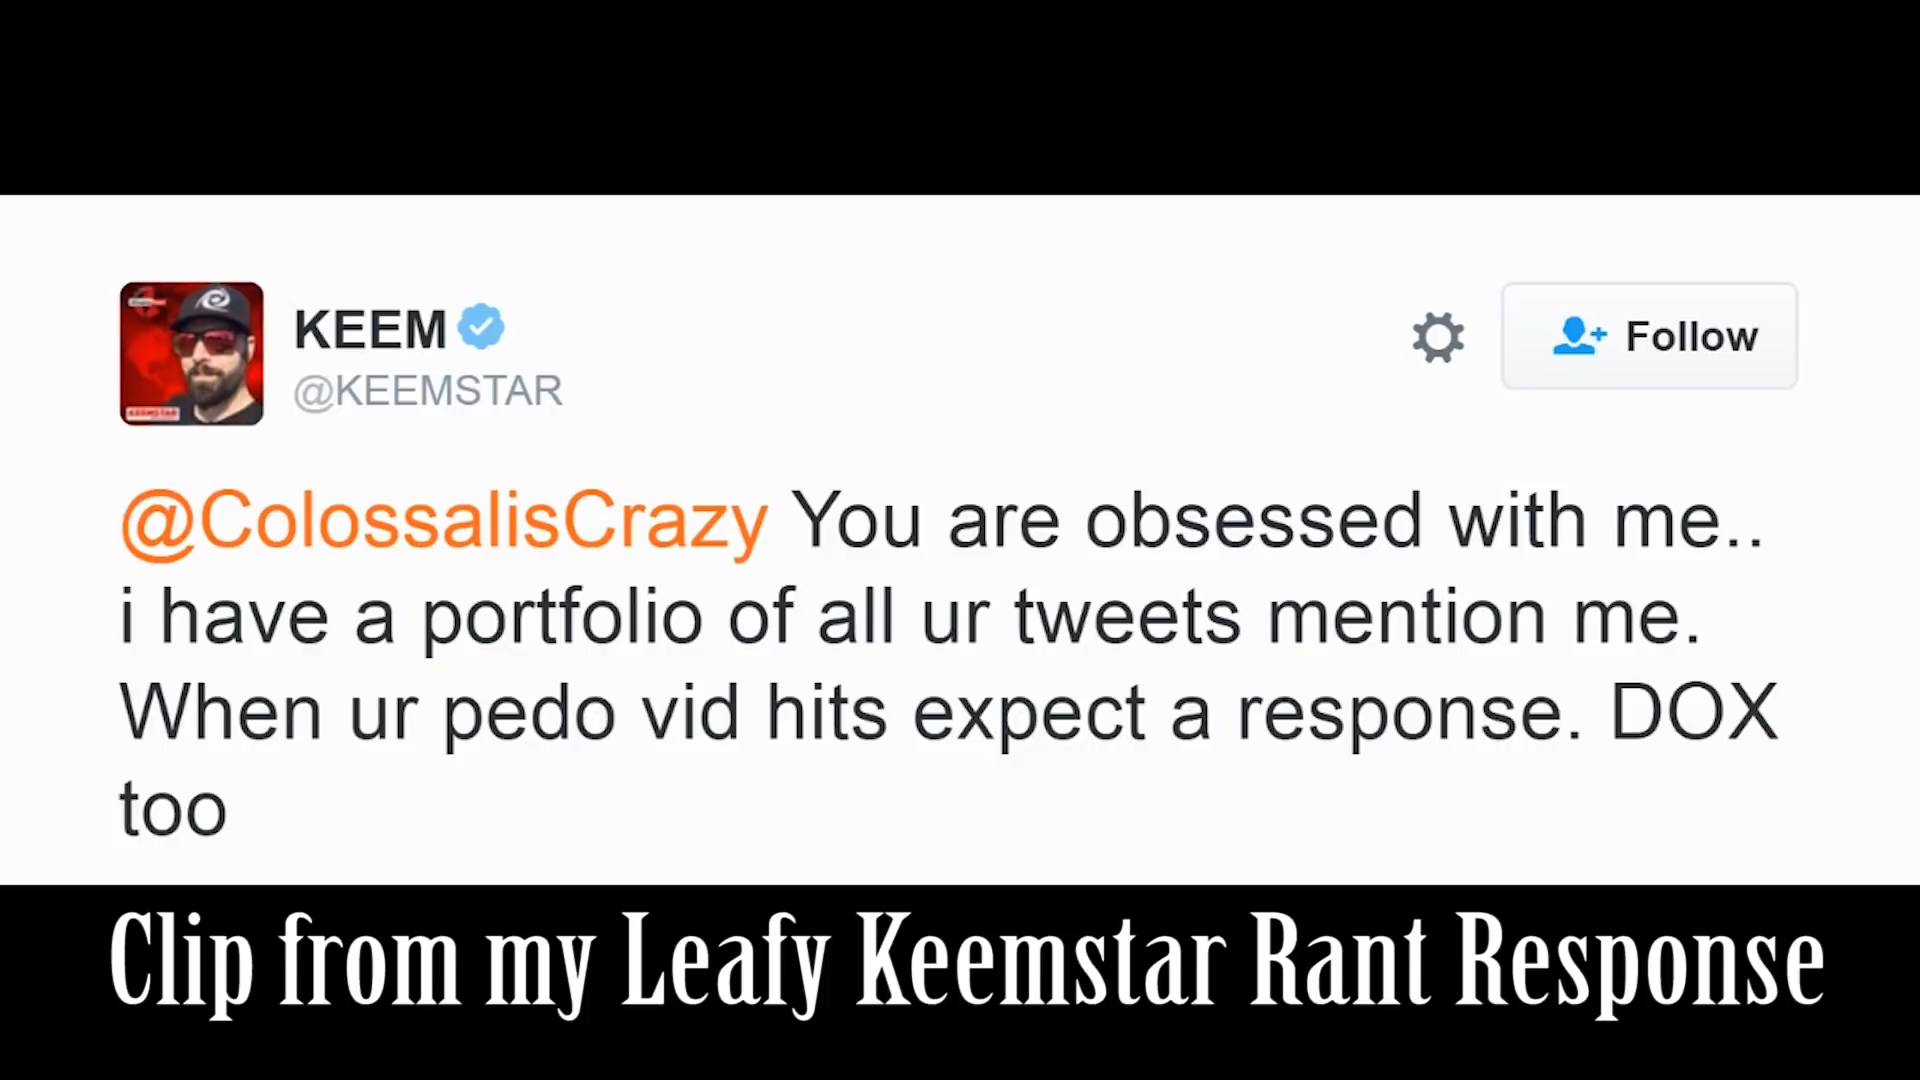 KEEM
@KEEMSTAR
Follow
@ColossalisCrazy You are obsessed with me..
i have a portfolio of all ur tweets mention me.
When ur pedo vid hits expect a response. DOX
too
Clip from my Leafy Keemstar Rant Response